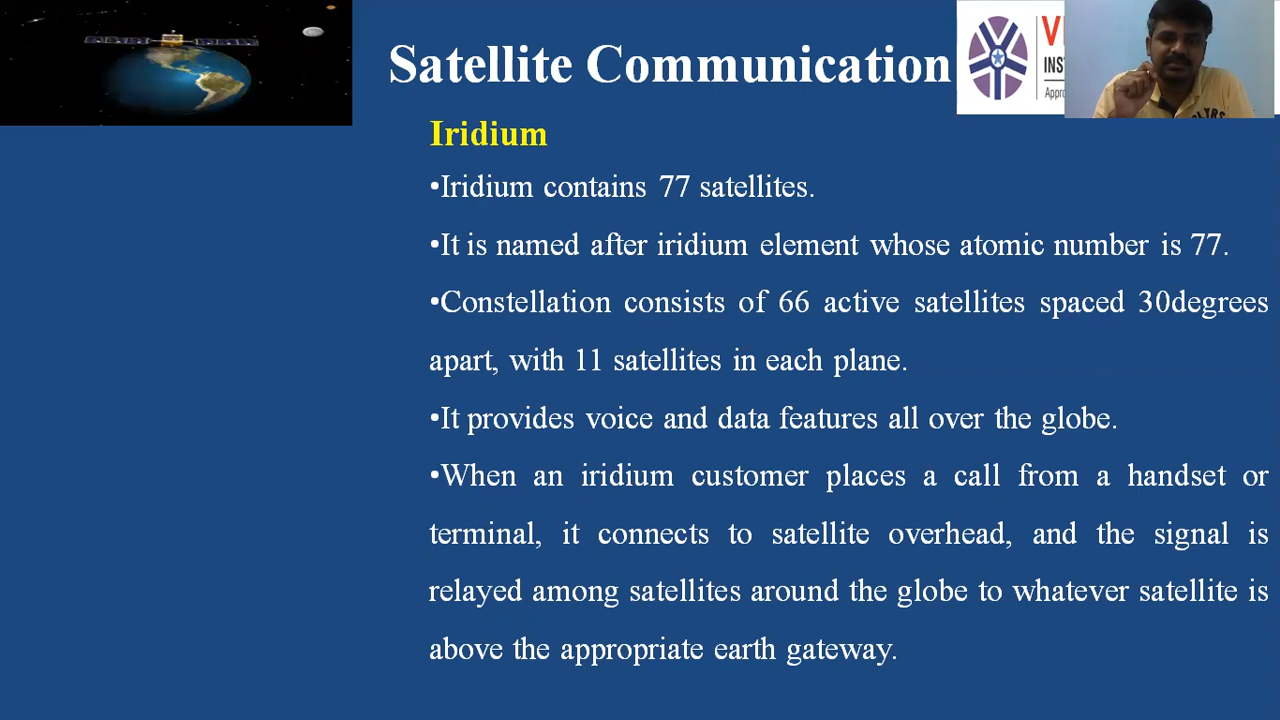 Satellite Communication
V
INST
Appro
Iridium
•Iridium contains 77 satellites.
•It is named after iridium element whose atomic number is 77.
•Constellation consists of 66 active satellites spaced 30degrees
apart, with 11 satellites in each plane.
•It provides voice and data features all over the globe.
•When an iridium customer places a call from a handset or
terminal, it connects to satellite overhead, and the signal is
relayed among satellites around the globe to whatever satellite is
above the appropriate earth gateway.